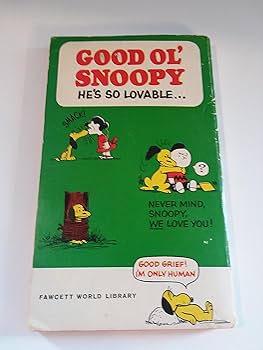 GOOD OL'
SNOOPY
HE'S SO LOVABLE...
SMACK!
NEVER MIND,
SNOOPY,
WE LOVE YOU!
GOOD GRIEF!
I'M ONLY HUMAN
FAWCETT WORLD LIBRARY